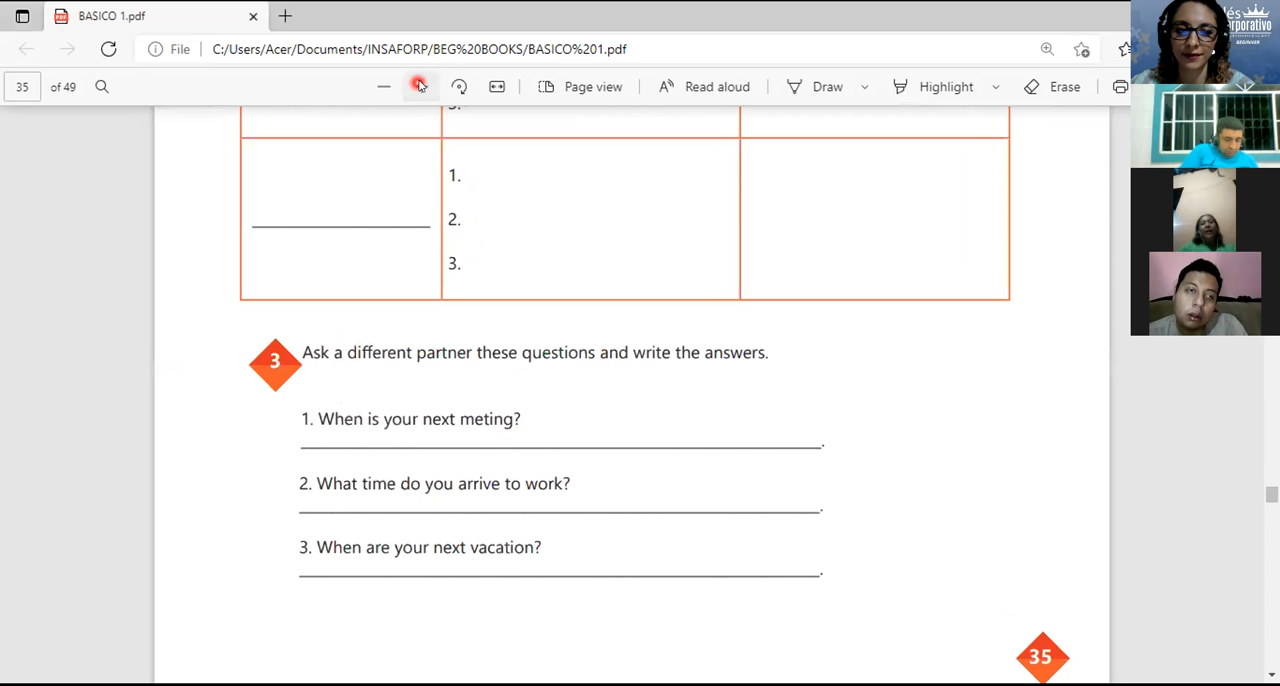 BASICO 1.pdf
File
C:/Users/Acer/Documents/INSAFORP/BEG%20BOOKS/BASICO%201.pdf
35 of 49
Page view
Read aloud
Draw
Highlight
Erase
BEGINNER
1.
2.
3.
3 Ask a different partner these questions and write the answers.
1. When is your next meting?
2. What time do you arrive to work?
3. When are your next vacation?
35